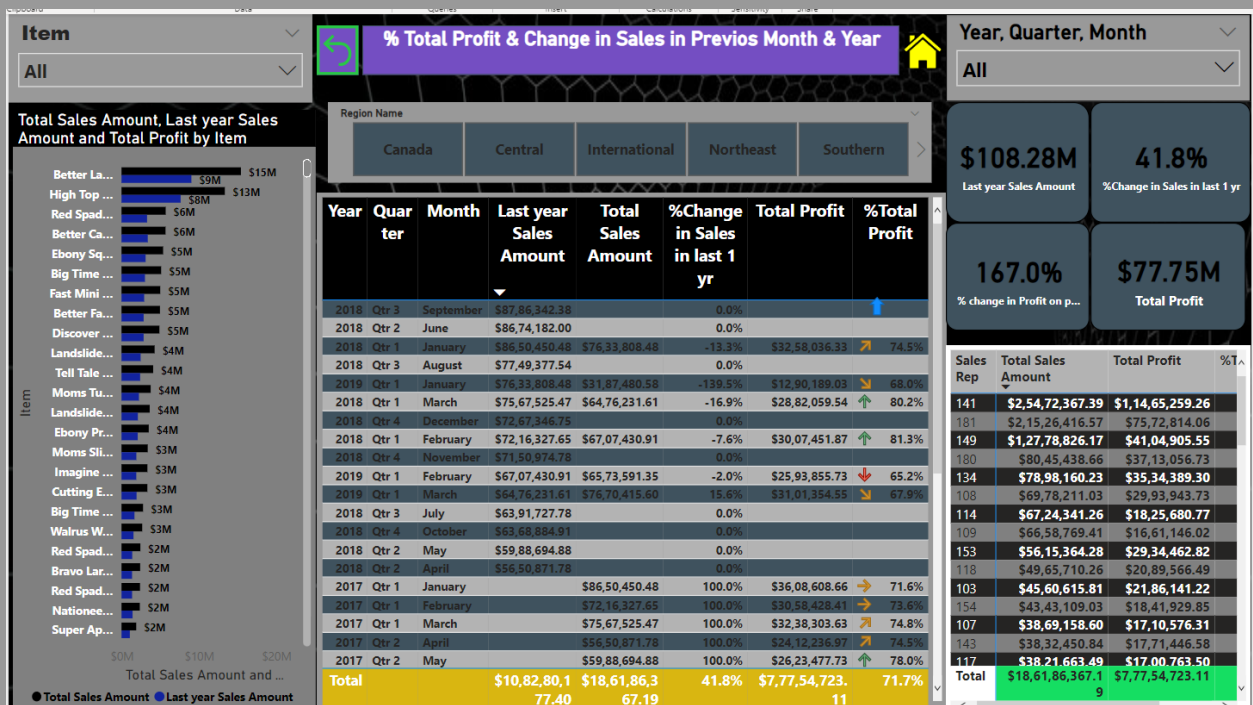 Clipboard Data Queries Insert Calculations Sensitivity Share
Item
All
Total Sales Amount, Last year Sales
Amount and Total Profit by Item
Better La... $15M
$9M
High Top ... $13M
$8M
Red Spad... $6M
Better Ca... $6M
Ebony Sq... $5M
Big Time ... $5M
Fast Mini ... $5M
Better Fa... $5M
Discover ... $5M
Landslide... $4M
Tell Tale ... $4M
Moms Tu... $4M
Landslide... $4M
Ebony Pr... $4M
Moms Sli... $3M
Imagine ... $3M
Cutting E... $3M
Big Time ... $3M
Walrus W... $3M
Red Spad... $2M
Bravo Lar... $2M
Red Spad... $2M
Nationee... $2M
Super Ap... $2M
Item
$0M $10M $20M
Total Sales Amount and ...
Total Sales Amount Last year Sales Amount
% Total Profit & Change in Sales in Previos Month & Year
Region Name
Canada Central International Northeast Southern
Year Quar Month Last year Total %Change Total Profit %Total
ter Sales Sales in Sales Profit
Amount Amount in last 1
yr
2018 Qtr 3 September $87,86,342.38 0.0%
2018 Qtr 2 June $86,74,182.00 0.0%
2018 Qtr 1 January $86,50,450.48 $76,33,808.48 -13.3% $32,58,036.33 74.5%
2018 Qtr 3 August $77,49,377.54 0.0%
2019 Qtr 1 January $76,33,808.48 $31,87,480.58 -139.5% $12,90,189.03 68.0%
2018 Qtr 1 March $75,67,525.47 $64,76,231.61 -16.9% $28,82,059.54 80.2%
2018 Qtr 4 December $72,67,346.75 0.0%
2018 Qtr 1 February $72,16,327.65 $67,07,430.91 -7.6% $30,07,451.87 81.3%
2018 Qtr 4 November $71,50,974.78 0.0%
2019 Qtr 1 February $67,07,430.91 $65,73,591.35 -2.0% $25,93,855.73 65.2%
2019 Qtr 1 March $64,76,231.61 $76,70,415.60 15.6% $31,01,354.55 67.9%
2018 Qtr 3 July $63,91,727.78 0.0%
2018 Qtr 4 October $63,68,884.91 0.0%
2018 Qtr 2 May $59,88,694.88 0.0%
2018 Qtr 2 April $56,50,871.78 0.0%
2017 Qtr 1 January $86,50,450.48 100.0% $36,08,608.66 71.6%
2017 Qtr 1 February $72,16,327.65 100.0% $30,58,428.41 73.6%
2017 Qtr 1 March $75,67,525.47 100.0% $32,38,303.63 74.8%
2017 Qtr 2 April $56,50,871.78 100.0% $24,12,236.97 74.5%
2017 Qtr 2 May $59,88,694.88 100.0% $26,23,477.73 78.0%
Total $10,82,80,1 $18,61,86,3 41.8% $7,77,54,723. 71.7%
77.40 67.19 11
Year, Quarter, Month
All
$108.28M
Last year Sales Amount
41.8%
%Change in Sales in last 1 yr
167.0%
% change in Profit on p...
$77.75M
Total Profit
Sales Total Sales Total Profit %T
Rep Amount
141 $2,54,72,367.39 $1,14,65,259.26
181 $2,15,26,416.57 $75,72,814.06
149 $1,27,78,826.17 $41,04,905.55
180 $80,45,438.66 $37,13,056.73
134 $78,98,160.23 $35,34,389.30
108 $69,78,211.03 $29,93,943.73
114 $67,24,341.26 $18,25,680.77
109 $66,58,769.41 $16,61,146.02
153 $56,15,364.28 $29,34,462.82
118 $49,65,710.26 $20,89,566.49
103 $45,60,615.81 $21,86,141.22
154 $43,43,109.03 $18,41,929.85
107 $38,69,158.60 $17,10,576.31
143 $38,32,450.84 $17,71,446.58
117 $38,21,663.49 $17,00,763.50
Total $18,61,86,367.1 $7,77,54,723.11
9